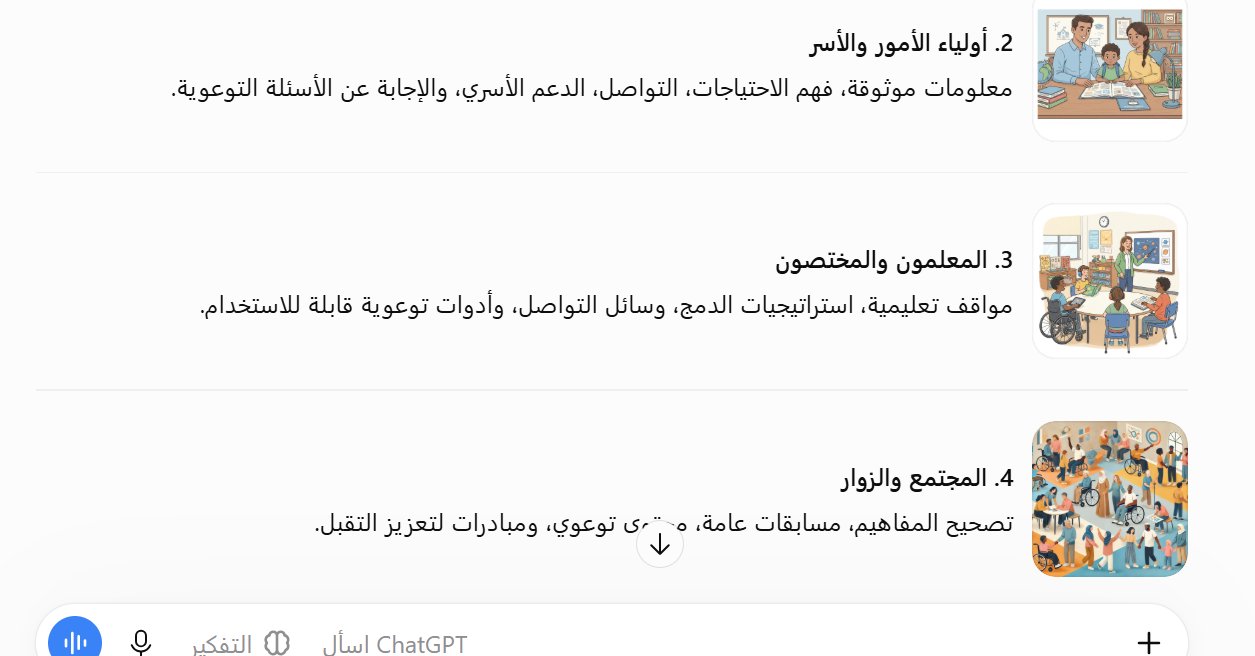 2. أولياء الأمور والأسر
معلومات موثوقة، فهم الاحتياجات، التواصل، الدعم الأسري، والإجابة عن الأسئلة التوعوية.
3. المعلمون والمختصون
مواقف تعليمية، استراتيجيات الدمج، وسائل التواصل، وأدوات توعوية قابلة للاستخدام.
4. المجتمع والزوار
تصحيح المفاهيم، مسابقات عامة، محتوى توعوي، ومبادرات لتعزيز التقبل.
اسأل ChatGPT
التفكير